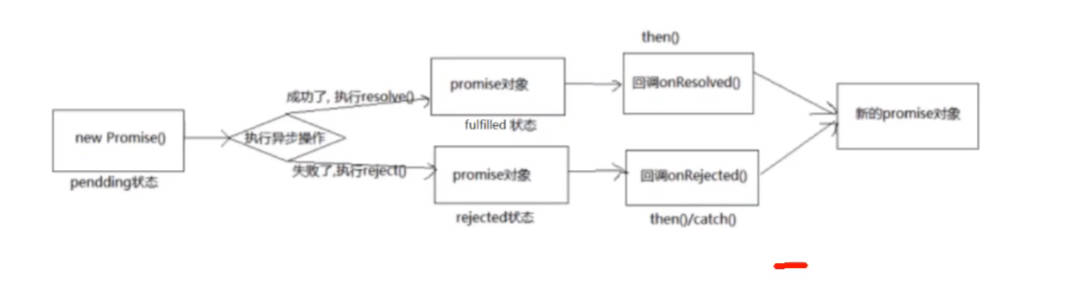 then()
promise对象
回调onResolved()
成功了, 执行resolve()
新的promise对象
fulfilled 状态
new Promise()
执行异步操作
pendding状态
失败了,执行reject()
promise对象
回调onRejected()
rejected状态
then()/catch()